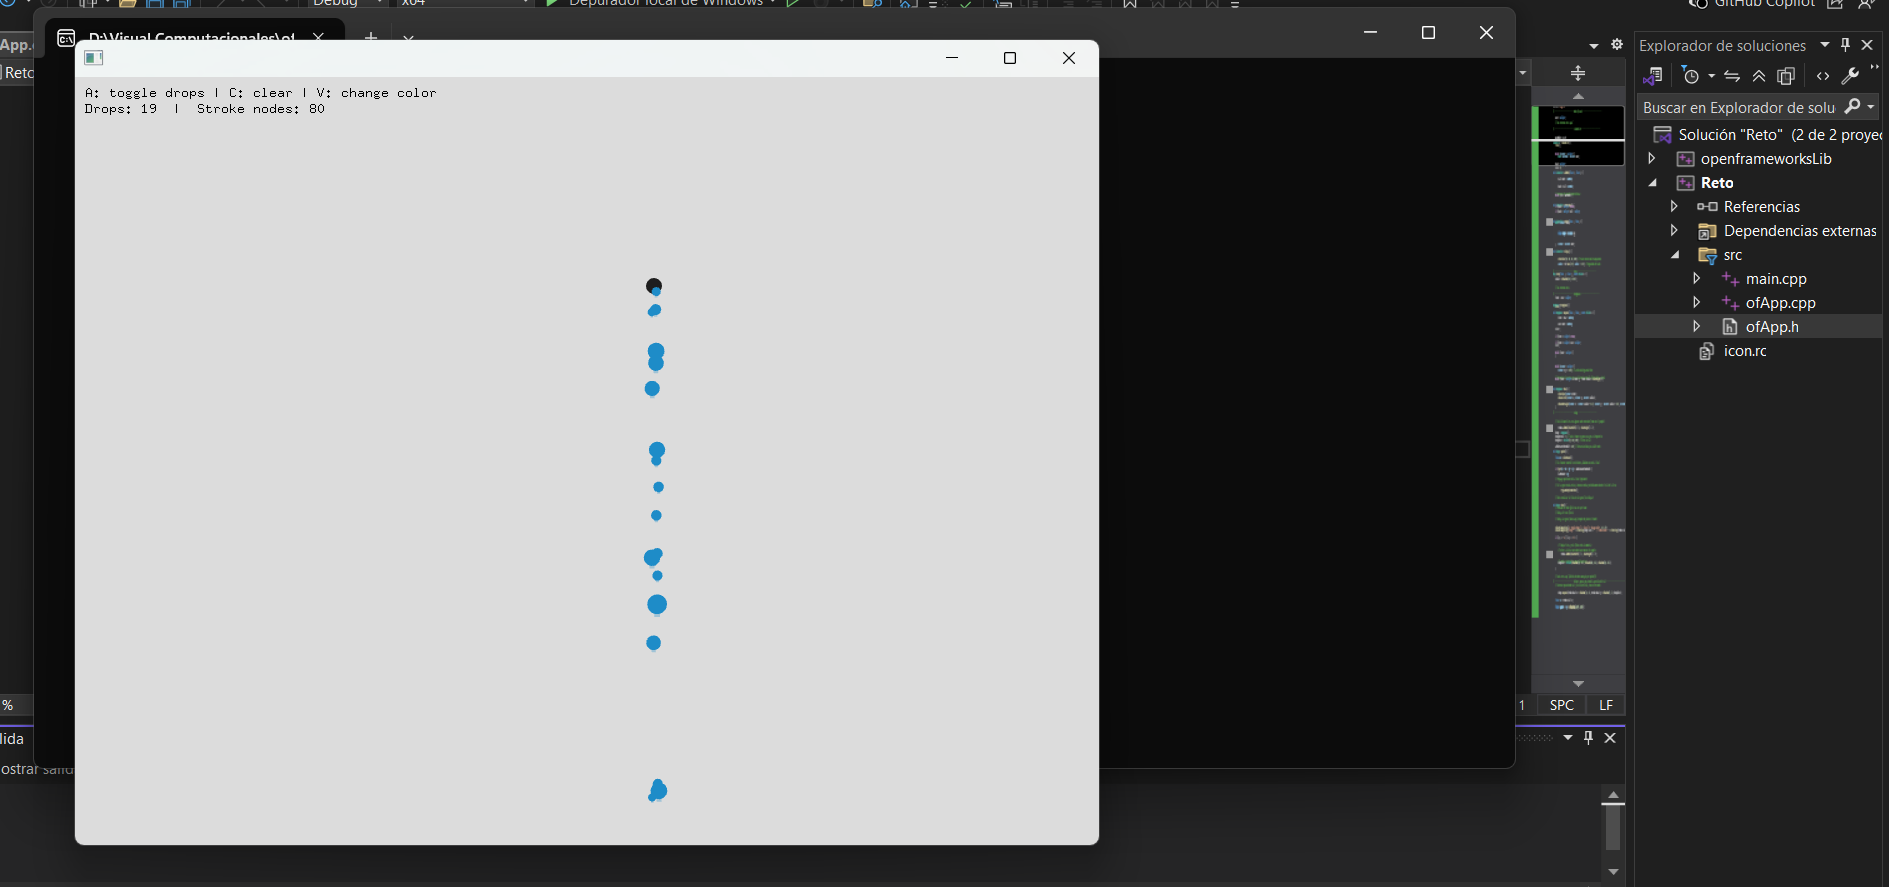 Debug
x64
Depurador local de Windows
GitHub Copilot
D:\Visual Computacionales\of
App.
Reto
A: toggle drops | C: clear | V: change color
Drops: 19  |  Stroke nodes: 80
Explorador de soluciones
Buscar en Explorador de solu
Solución "Reto" (2 de 2 proyec
openframeworksLib
Reto
Referencias
Dependencias externas
src
main.cpp
ofApp.cpp
ofApp.h
icon.rc
%
1
SPC
LF
lida
ostrar salid